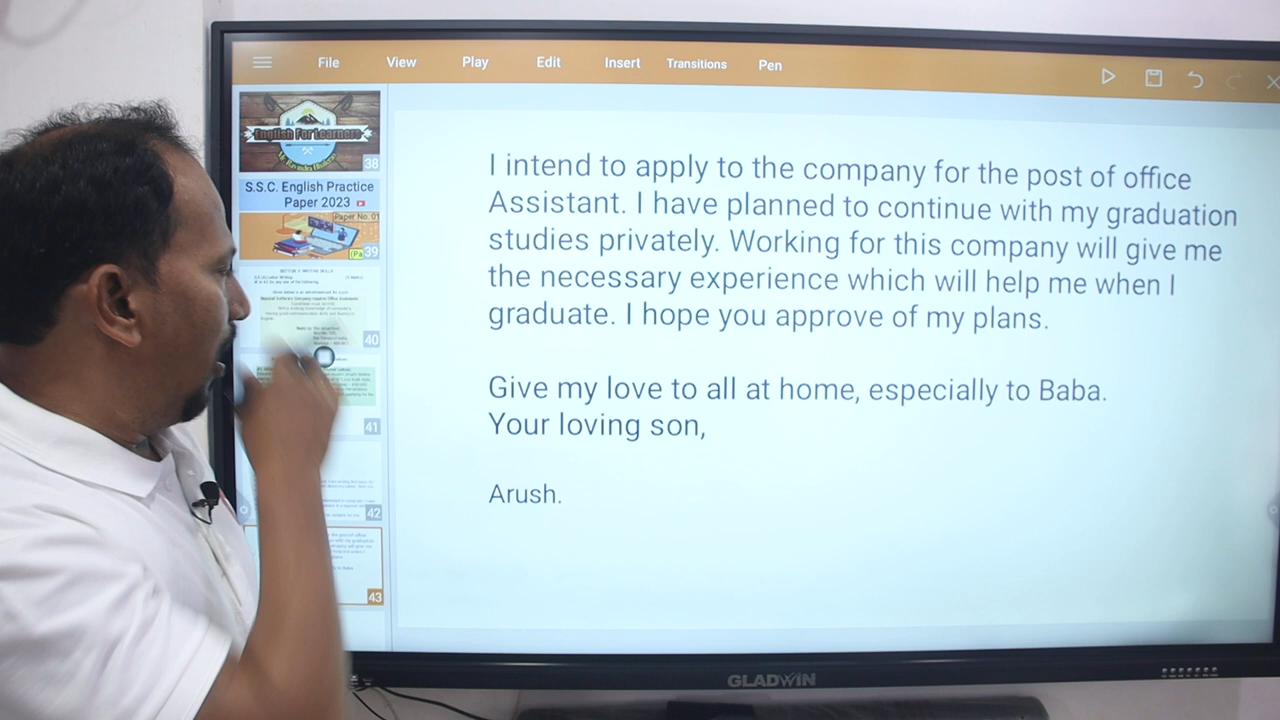 File View Play Edit Insert Transitions Pen
English For Learners
38
S.S.C. English Practice
Paper 2023
Paper No. 01
39
40
41
42
43
I intend to apply to the company for the post of office
Assistant. I have planned to continue with my graduation
studies privately. Working for this company will give me
the necessary experience which will help me when I
graduate. I hope you approve of my plans.
Give my love to all at home, especially to Baba.
Your loving son,
Arush.
GLADWIN